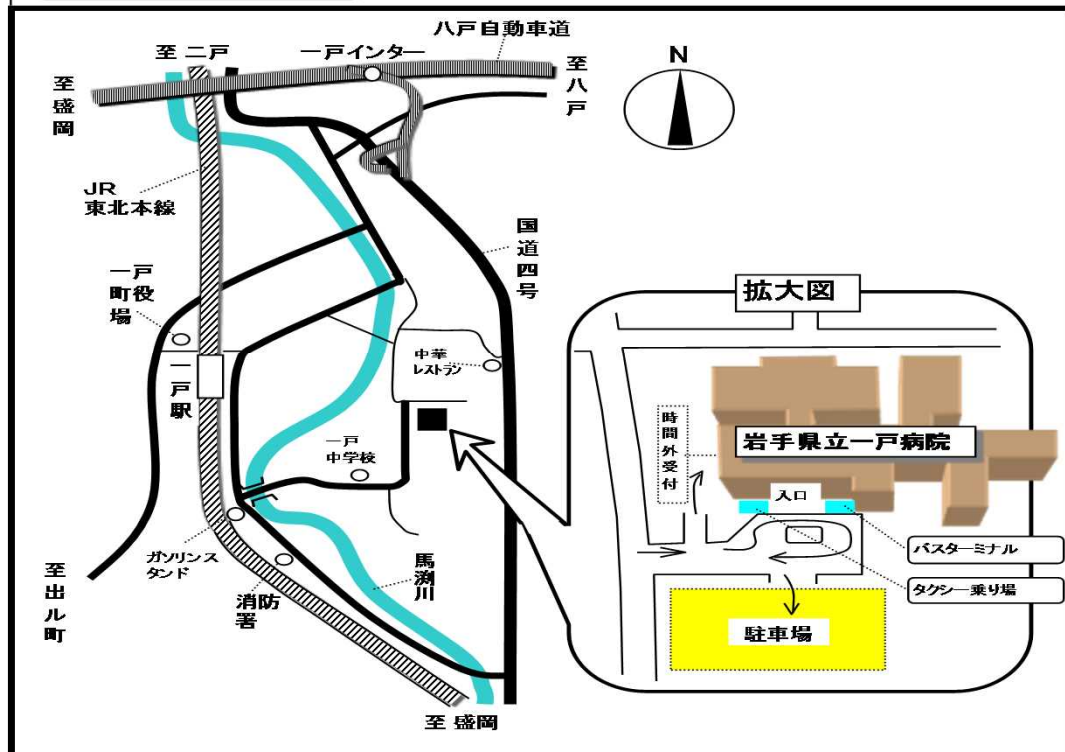 八戸自動車道
至 二戸
一戸インター
N
至
盛
岡
至
八
戸
JR
東北本線
国
道
四
号
一戸
町役
場
拡大図
中華
レストラン
一
戸
駅
時
間
外
受
付
岩手県立一戸病院
一戸
中学校
入口
ガソリンス
タンド
バスターミナル
馬
渕
川
至
出
ル
町
タクシー乗り場
消防
署
駐車場
至 盛岡